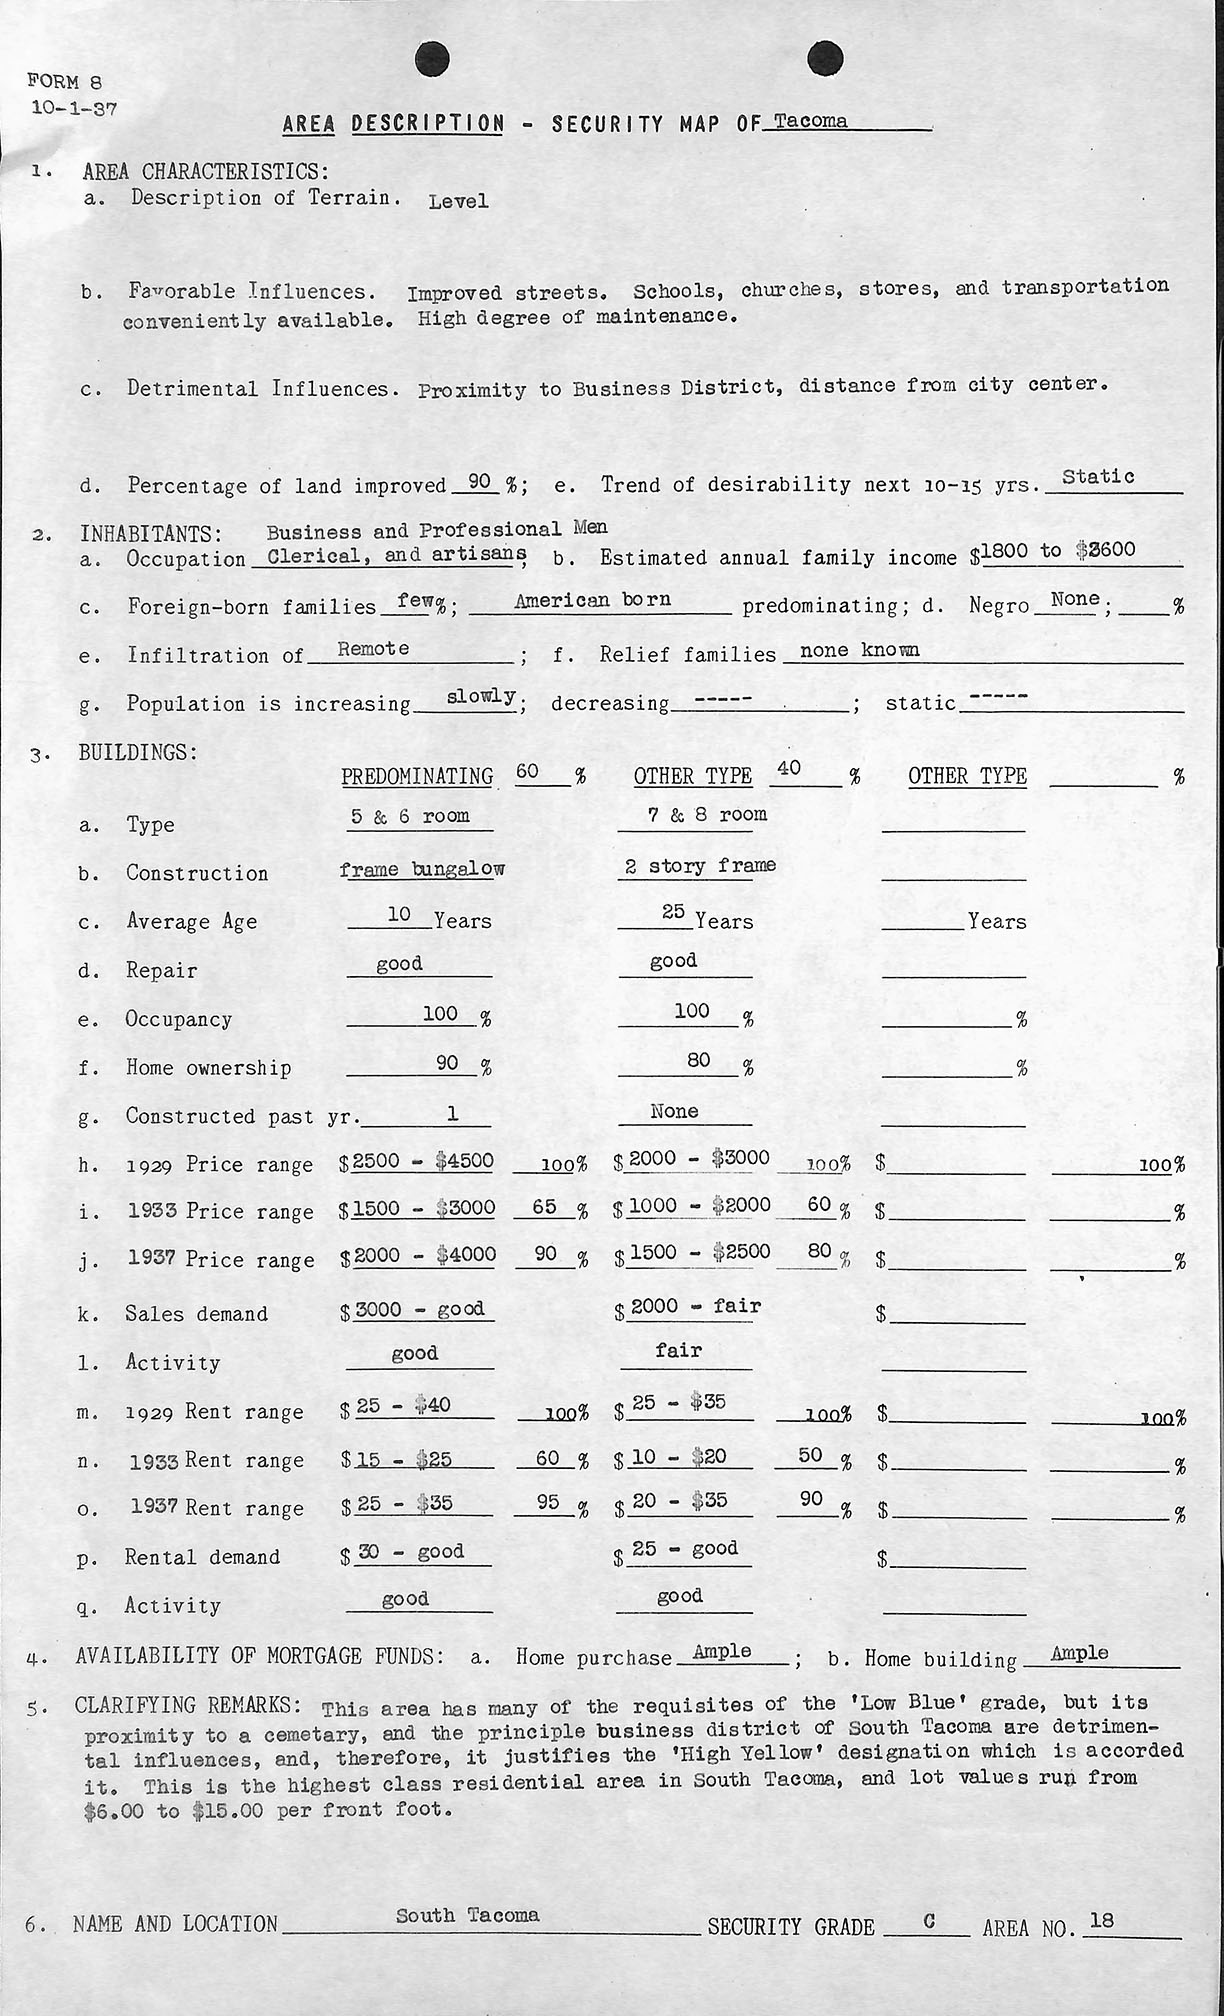 FORM 8
10-1-37
AREA DESCRIPTION - SECURITY MAP OF Tacoma
1. AREA CHARACTERISTICS:
a. Description of Terrain. Level
b. Favorable Influences. Improved streets. Schools, churches, stores, and transportation
conveniently available. High degree of maintenance.
c. Detrimental Influences. Proximity to Business District, distance from city center.
d. Percentage of land improved 90 %; e. Trend of desirability next 10-15 yrs. Static
2. INHABITANTS: Business and Professional Men
a. Occupation Clerical, and artisans; b. Estimated annual family income $1800 to $3600
c. Foreign-born families few%; American born predominating; d. Negro None; %
e. Infiltration of Remote ; f. Relief families none known
g. Population is increasing slowly; decreasing ----- ; static -----
3. BUILDINGS:
PREDOMINATING 60 % OTHER TYPE 40 % OTHER TYPE %
a. Type 5 & 6 room 7 & 8 room
b. Construction frame bungalow 2 story frame
c. Average Age 10 Years 25 Years Years
d. Repair good good
e. Occupancy 100 % 100 % %
f. Home ownership 90 % 80 % %
g. Constructed past yr. 1 None
h. 1929 Price range $2500 - $4500 100% $2000 - $3000 100% $ 100%
i. 1933 Price range $1500 - $3000 65 % $1000 - $2000 60 % $ %
j. 1937 Price range $2000 - $4000 90 % $1500 - $2500 80 % $ %
k. Sales demand $3000 - good $2000 - fair $
l. Activity good fair
m. 1929 Rent range $25 - $40 100% $25 - $35 100% $ 100%
n. 1933 Rent range $15 - $25 60 % $10 - $20 50 % $ %
o. 1937 Rent range $25 - $35 95 % $20 - $35 90 % $ %
p. Rental demand $30 - good $25 - good $
q. Activity good good
4. AVAILABILITY OF MORTGAGE FUNDS: a. Home purchase Ample ; b. Home building Ample
5. CLARIFYING REMARKS: This area has many of the requisites of the 'Low Blue' grade, but its
proximity to a cemetary, and the principle business district of South Tacoma are detrimen-
tal influences, and, therefore, it justifies the 'High Yellow' designation which is accorded
it. This is the highest class residential area in South Tacoma, and lot values run from
$6.00 to $15.00 per front foot.
6. NAME AND LOCATION South Tacoma SECURITY GRADE C AREA NO. 18